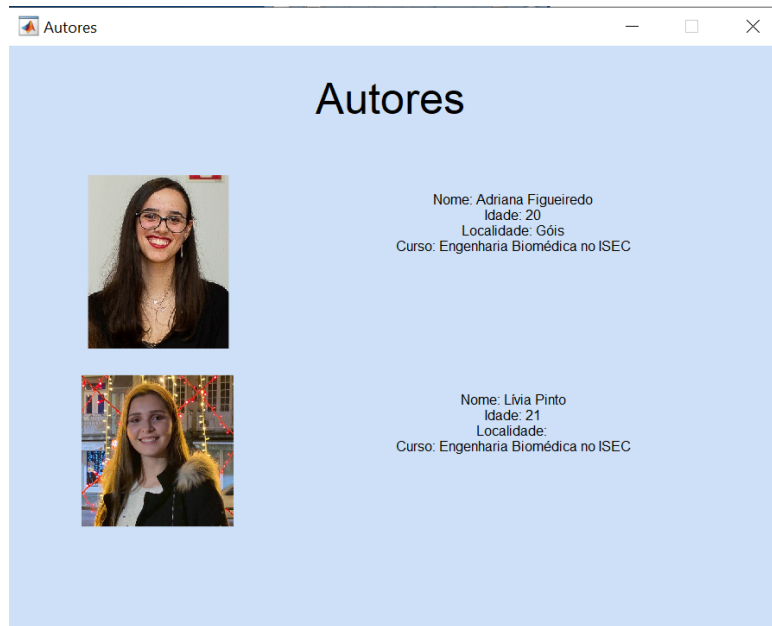 Autores
Autores
Nome: Adriana Figueiredo
Idade: 20
Localidade: Góis
Curso: Engenharia Biomédica no ISEC
Nome: Lívia Pinto
Idade: 21
Localidade:
Curso: Engenharia Biomédica no ISEC